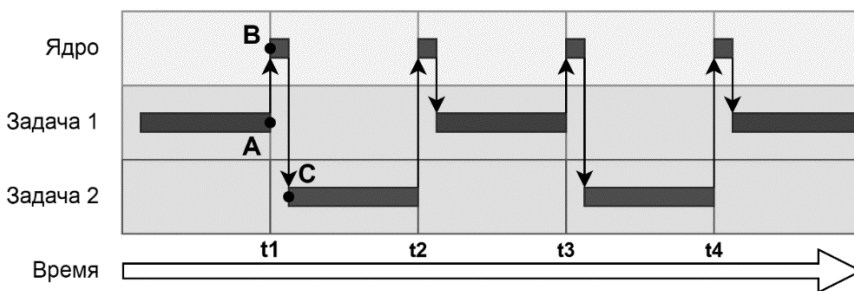 Ядро
B
Задача 1
A
C
Задача 2
t1 t2 t3 t4
Время